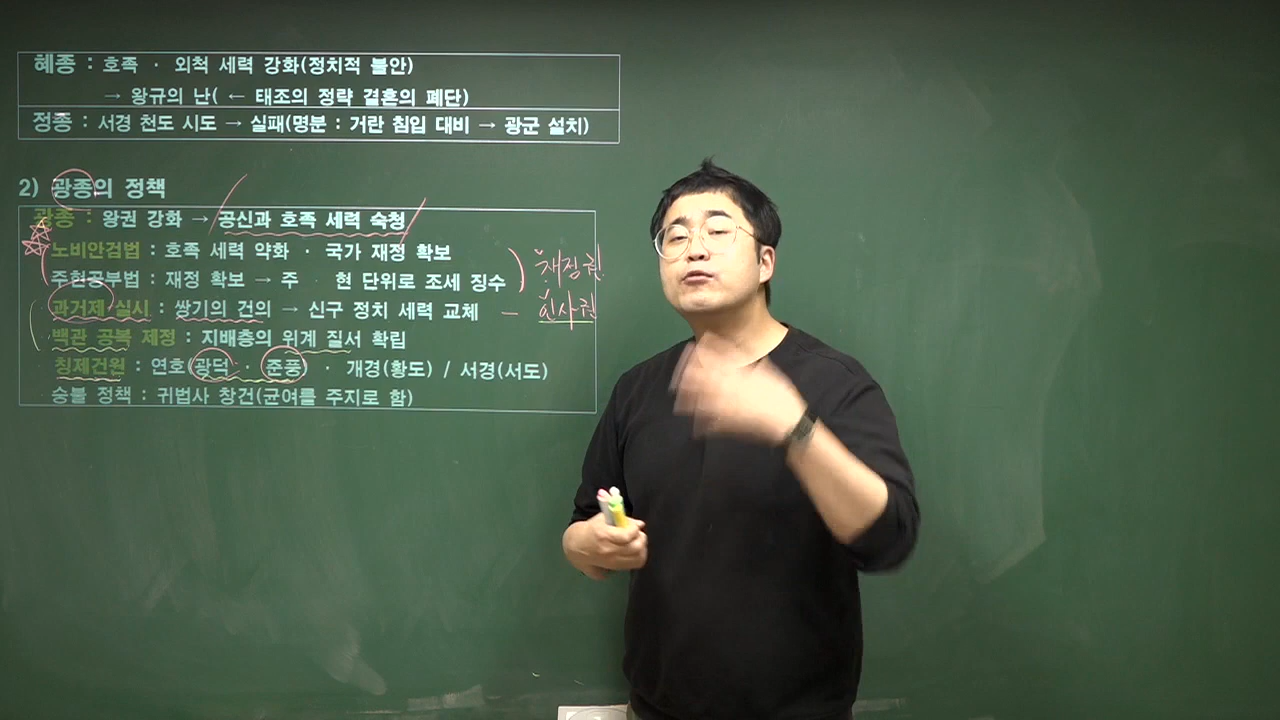 혜종 : 호족 · 외척 세력 강화(정치적 불안)
→ 왕규의 난( ← 태조의 정략 결혼의 폐단)
정종 : 서경 천도 시도 → 실패(명분 : 거란 침입 대비 → 광군 설치)
2) 광종의 정책
광종 : 왕권 강화 → 공신과 호족 세력 숙청
노비안검법 : 호족 세력 약화 · 국가 재정 확보
주현공부법 : 재정 확보 → 주 현 단위로 조세 징수
재정권
과거제 실시 : 쌍기의 건의 → 신구 정치 세력 교체 - 인사권
백관 공복 제정 : 지배층의 위계 질서 확립
칭제건원 : 연호(광덕 · 준풍) · 개경(황도) / 서경(서도)
숭불 정책 : 귀법사 창건(균여를 주지로 함)